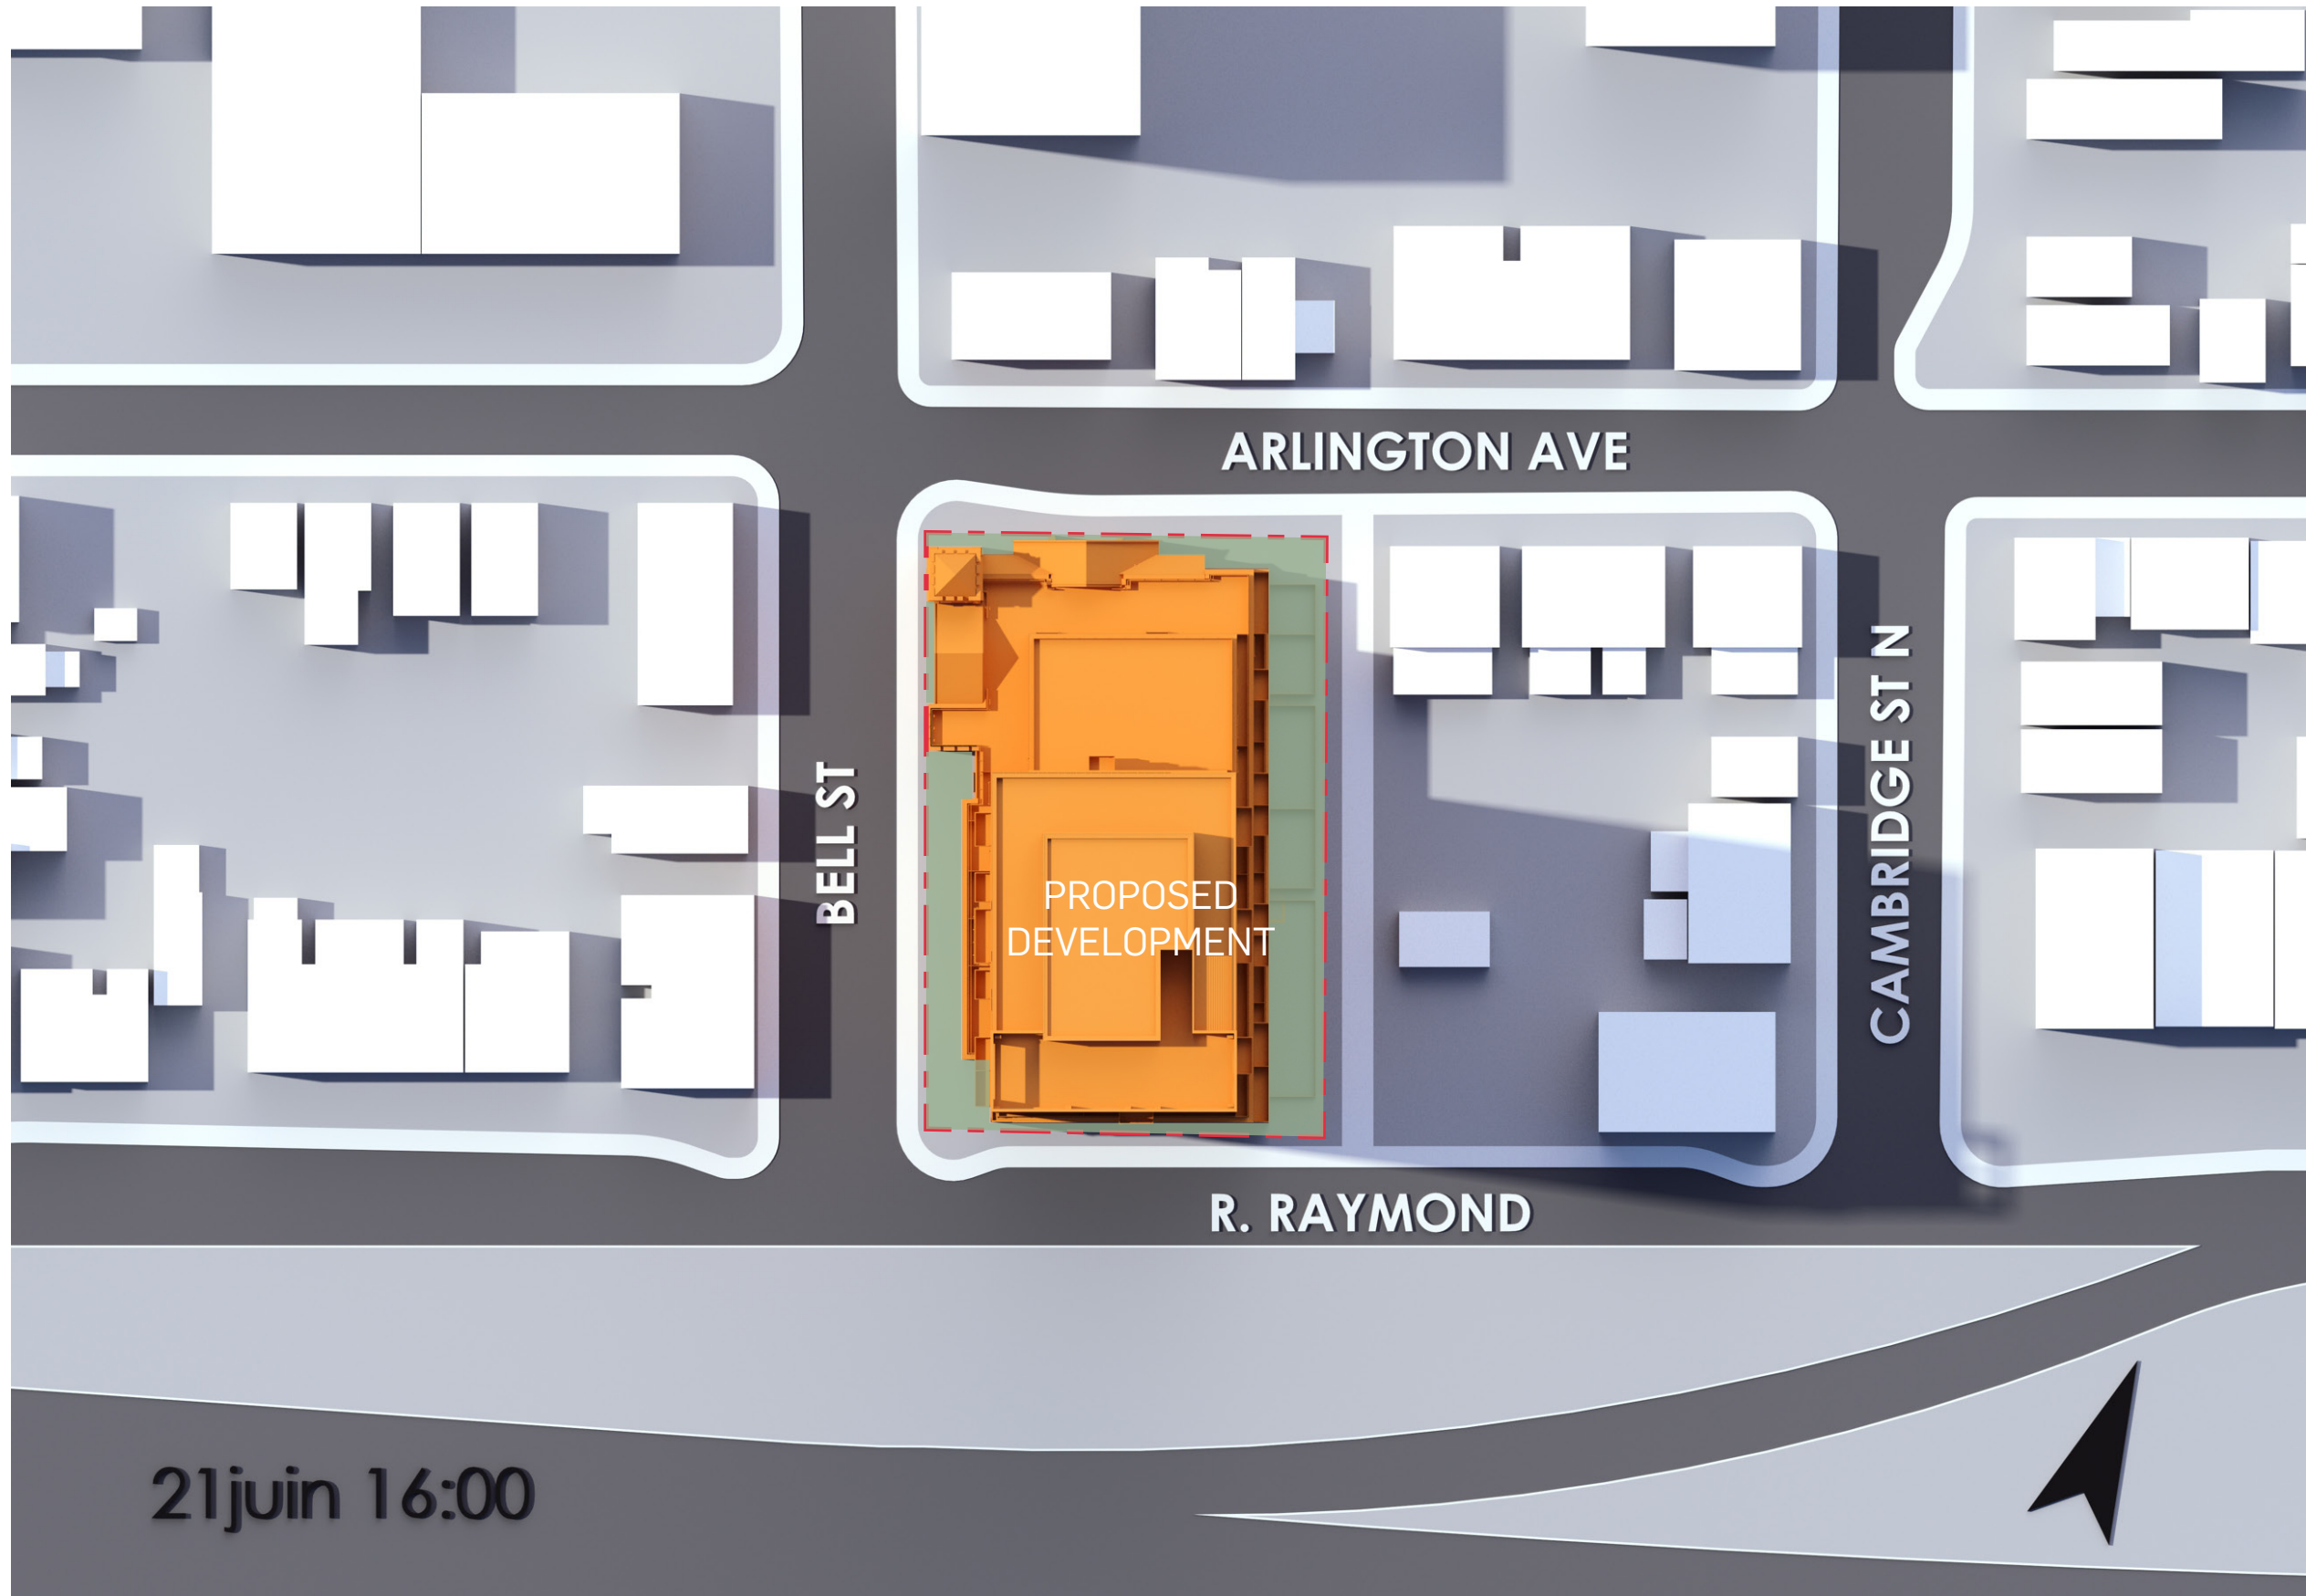 ARLINGTON AVE
BELL ST
CAMBRIDGE ST N
PROPOSED
DEVELOPMENT
R. RAYMOND
21juin 16:00